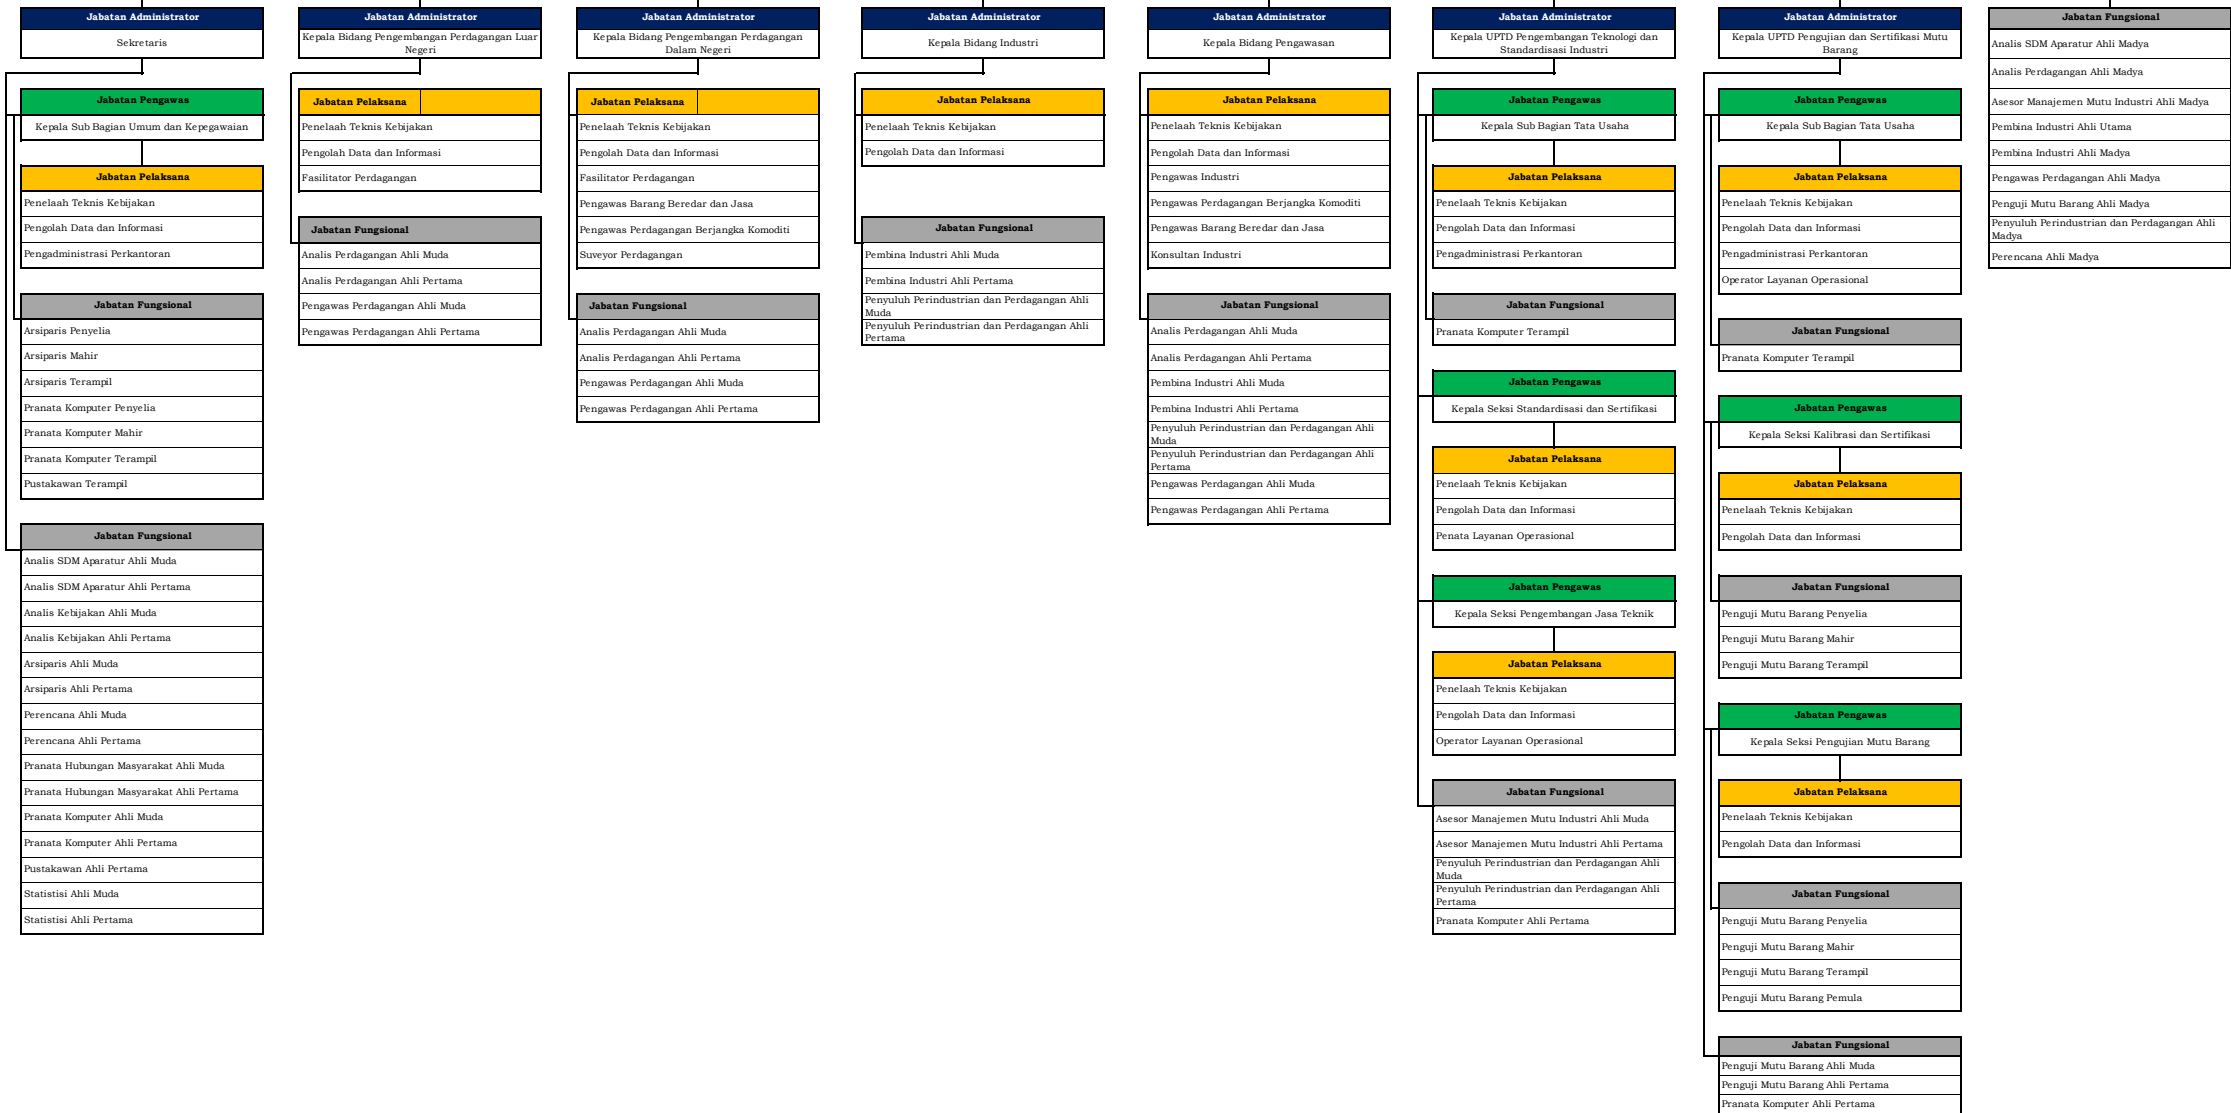 Jabatan Administrator
Sekretaris
Jabatan Pengawas
Kepala Sub Bagian Umum dan Kepegawaian
Jabatan Pelaksana
Penelaah Teknis Kebijakan
Pengolah Data dan Informasi
Pengadministrasi Perkantoran
Jabatan Fungsional
Arsiparis Penyelia
Arsiparis Mahir
Arsiparis Terampil
Pranata Komputer Penyelia
Pranata Komputer Mahir
Pranata Komputer Terampil
Pustakawan Terampil
Jabatan Fungsional
Analis SDM Aparatur Ahli Muda
Analis SDM Aparatur Ahli Pertama
Analis Kebijakan Ahli Muda
Analis Kebijakan Ahli Pertama
Arsiparis Ahli Muda
Arsiparis Ahli Pertama
Perencana Ahli Muda
Perencana Ahli Pertama
Pranata Hubungan Masyarakat Ahli Muda
Pranata Hubungan Masyarakat Ahli Pertama
Pranata Komputer Ahli Muda
Pranata Komputer Ahli Pertama
Pustakawan Ahli Pertama
Statistisi Ahli Muda
Statistisi Ahli Pertama
Jabatan Administrator
Kepala Bidang Pengembangan Perdagangan Luar
Negeri
Jabatan Pelaksana
Penelaah Teknis Kebijakan
Pengolah Data dan Informasi
Fasilitator Perdagangan
Jabatan Fungsional
Analis Perdagangan Ahli Muda
Analis Perdagangan Ahli Pertama
Pengawas Perdagangan Ahli Muda
Pengawas Perdagangan Ahli Pertama
Jabatan Administrator
Kepala Bidang Pengembangan Perdagangan
Dalam Negeri
Jabatan Pelaksana
Penelaah Teknis Kebijakan
Pengolah Data dan Informasi
Fasilitator Perdagangan
Pengawas Barang Beredar dan Jasa
Pengawas Perdagangan Berjangka Komoditi
Suveyor Perdagangan
Jabatan Fungsional
Analis Perdagangan Ahli Muda
Analis Perdagangan Ahli Pertama
Pengawas Perdagangan Ahli Muda
Pengawas Perdagangan Ahli Pertama
Jabatan Administrator
Kepala Bidang Industri
Jabatan Pelaksana
Penelaah Teknis Kebijakan
Pengolah Data dan Informasi
Jabatan Fungsional
Pembina Industri Ahli Muda
Pembina Industri Ahli Pertama
Penyuluh Perindustrian dan Perdagangan Ahli
Muda
Penyuluh Perindustrian dan Perdagangan Ahli
Pertama
Jabatan Administrator
Kepala Bidang Pengawasan
Jabatan Pelaksana
Penelaah Teknis Kebijakan
Pengolah Data dan Informasi
Pengawas Industri
Pengawas Perdagangan Berjangka Komoditi
Pengawas Barang Beredar dan Jasa
Konsultan Industri
Jabatan Fungsional
Analis Perdagangan Ahli Muda
Analis Perdagangan Ahli Pertama
Pembina Industri Ahli Muda
Pembina Industri Ahli Pertama
Penyuluh Perindustrian dan Perdagangan Ahli
Muda
Penyuluh Perindustrian dan Perdagangan Ahli
Pertama
Pengawas Perdagangan Ahli Muda
Pengawas Perdagangan Ahli Pertama
Jabatan Administrator
Kepala UPTD Pengembangan Teknologi dan
Standardisasi Industri
Jabatan Pengawas
Kepala Sub Bagian Tata Usaha
Jabatan Pelaksana
Penelaah Teknis Kebijakan
Pengolah Data dan Informasi
Pengadministrasi Perkantoran
Jabatan Fungsional
Pranata Komputer Terampil
Jabatan Pengawas
Kepala Seksi Standardisasi dan Sertifikasi
Jabatan Pelaksana
Penelaah Teknis Kebijakan
Pengolah Data dan Informasi
Penata Layanan Operasional
Jabatan Pengawas
Kepala Seksi Pengembangan Jasa Teknik
Jabatan Pelaksana
Penelaah Teknis Kebijakan
Pengolah Data dan Informasi
Operator Layanan Operasional
Jabatan Fungsional
Asesor Manajemen Mutu Industri Ahli Muda
Asesor Manajemen Mutu Industri Ahli Pertama
Penyuluh Perindustrian dan Perdagangan Ahli
Muda
Penyuluh Perindustrian dan Perdagangan Ahli
Pertama
Pranata Komputer Ahli Pertama
Jabatan Administrator
Kepala UPTD Pengujian dan Sertifikasi Mutu
Barang
Jabatan Pengawas
Kepala Sub Bagian Tata Usaha
Jabatan Pelaksana
Penelaah Teknis Kebijakan
Pengolah Data dan Informasi
Pengadministrasi Perkantoran
Operator Layanan Operasional
Jabatan Fungsional
Pranata Komputer Terampil
Jabatan Pengawas
Kepala Seksi Kalibrasi dan Sertifikasi
Jabatan Pelaksana
Penelaah Teknis Kebijakan
Pengolah Data dan Informasi
Jabatan Fungsional
Penguji Mutu Barang Penyelia
Penguji Mutu Barang Mahir
Penguji Mutu Barang Terampil
Jabatan Pengawas
Kepala Seksi Pengujian Mutu Barang
Jabatan Pelaksana
Penelaah Teknis Kebijakan
Pengolah Data dan Informasi
Jabatan Fungsional
Penguji Mutu Barang Penyelia
Penguji Mutu Barang Mahir
Penguji Mutu Barang Terampil
Penguji Mutu Barang Pemula
Jabatan Fungsional
Penguji Mutu Barang Ahli Muda
Penguji Mutu Barang Ahli Pertama
Pranata Komputer Ahli Pertama
Jabatan Fungsional
Analis SDM Aparatur Ahli Madya
Analis Perdagangan Ahli Madya
Asesor Manajemen Mutu Industri Ahli Madya
Pembina Industri Ahli Utama
Pembina Industri Ahli Madya
Pengawas Perdagangan Ahli Madya
Penguji Mutu Barang Ahli Madya
Penyuluh Perindustrian dan Perdagangan Ahli
Madya
Perencana Ahli Madya